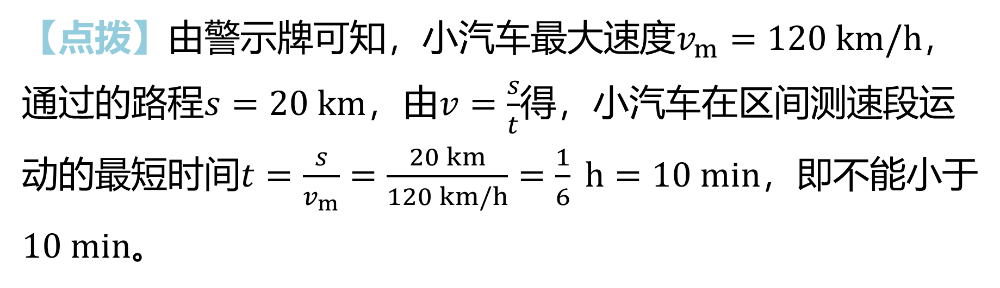 【点拨】由警示牌可知，小汽车最大速度$v_{\mathrm{m}} = 120\ \mathrm{km/h}$，
通过的路程$s = 20\ \mathrm{km}$，由$v = \frac{s}{t}$得，小汽车在区间测速段运
动的最短时间$t = \frac{s}{v_{\mathrm{m}}} = \frac{20\ \mathrm{km}}{120\ \mathrm{km/h}} = \frac{1}{6}\ \mathrm{h} = 10\ \mathrm{min}$，即不能小于
$10\ \mathrm{min}$。